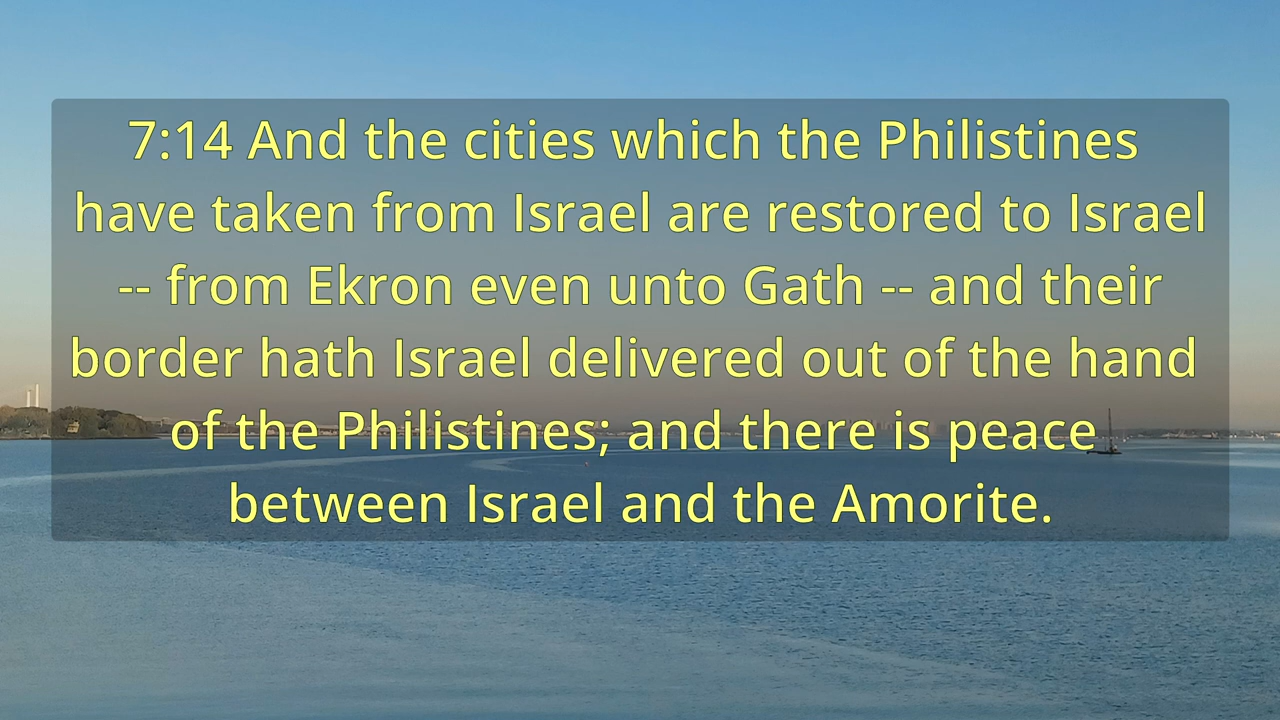 7:14 And the cities which the Philistines
have taken from Israel are restored to Israel
-- from Ekron even unto Gath -- and their
border hath Israel delivered out of the hand
of the Philistines; and there is peace
between Israel and the Amorite.